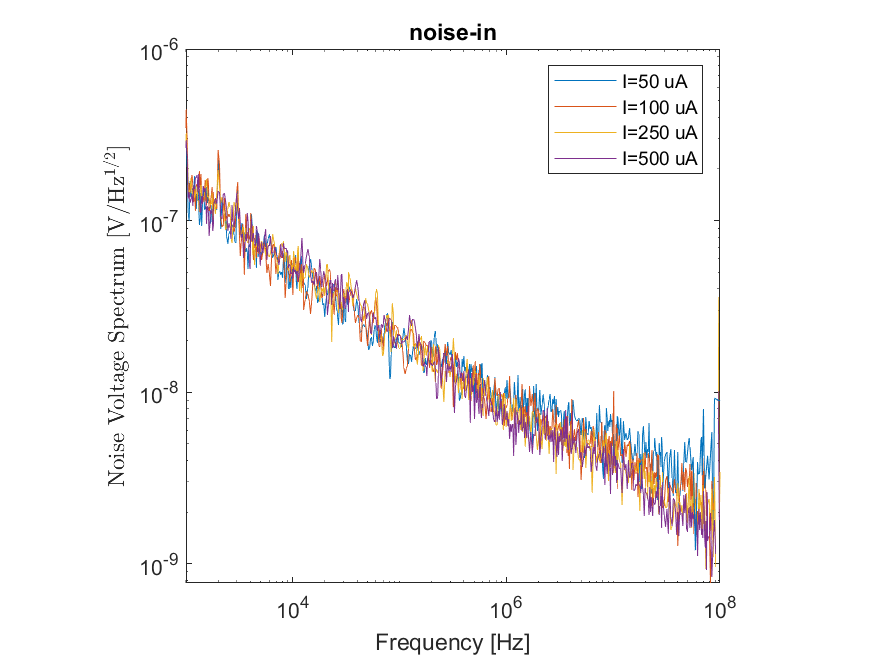 noise-in
10^-6
10^-7
10^-8
10^-9
Noise Voltage Spectrum [V/Hz^1/2]
I=50 uA
I=100 uA
I=250 uA
I=500 uA
10^4
10^6
10^8
Frequency [Hz]